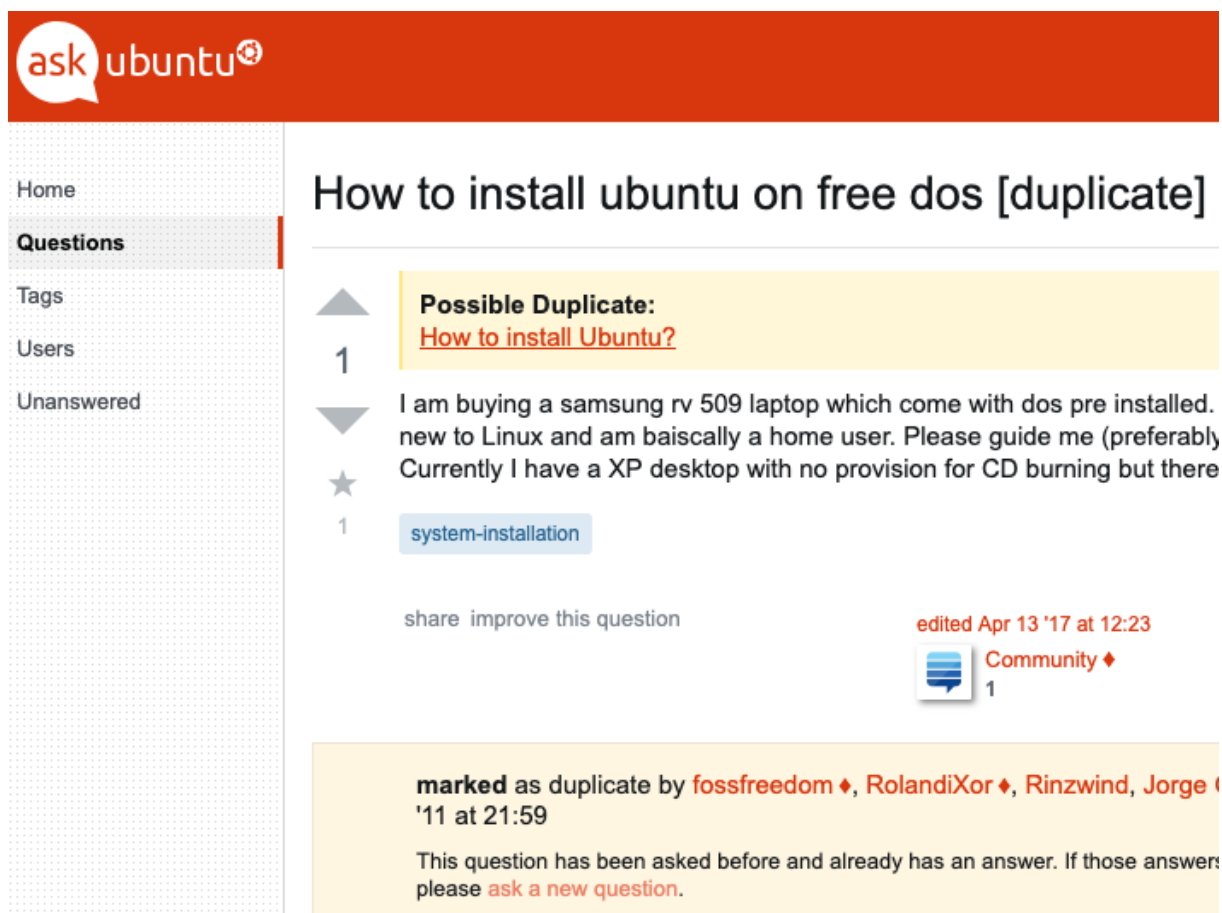 ask ubuntu
Home
Questions
Tags
Users
Unanswered
How to install ubuntu on free dos [duplicate]
1
Possible Duplicate:
How to install Ubuntu?
I am buying a samsung rv 509 laptop which come with dos pre installed.
new to Linux and am baiscally a home user. Please guide me (preferably
Currently I have a XP desktop with no provision for CD burning but there
1
system-installation
share improve this question
edited Apr 13 '17 at 12:23
Community ♦
1
marked as duplicate by fossfreedom ♦, RolandiXor ♦, Rinzwind, Jorge
'11 at 21:59
This question has been asked before and already has an answer. If those answers
please ask a new question.